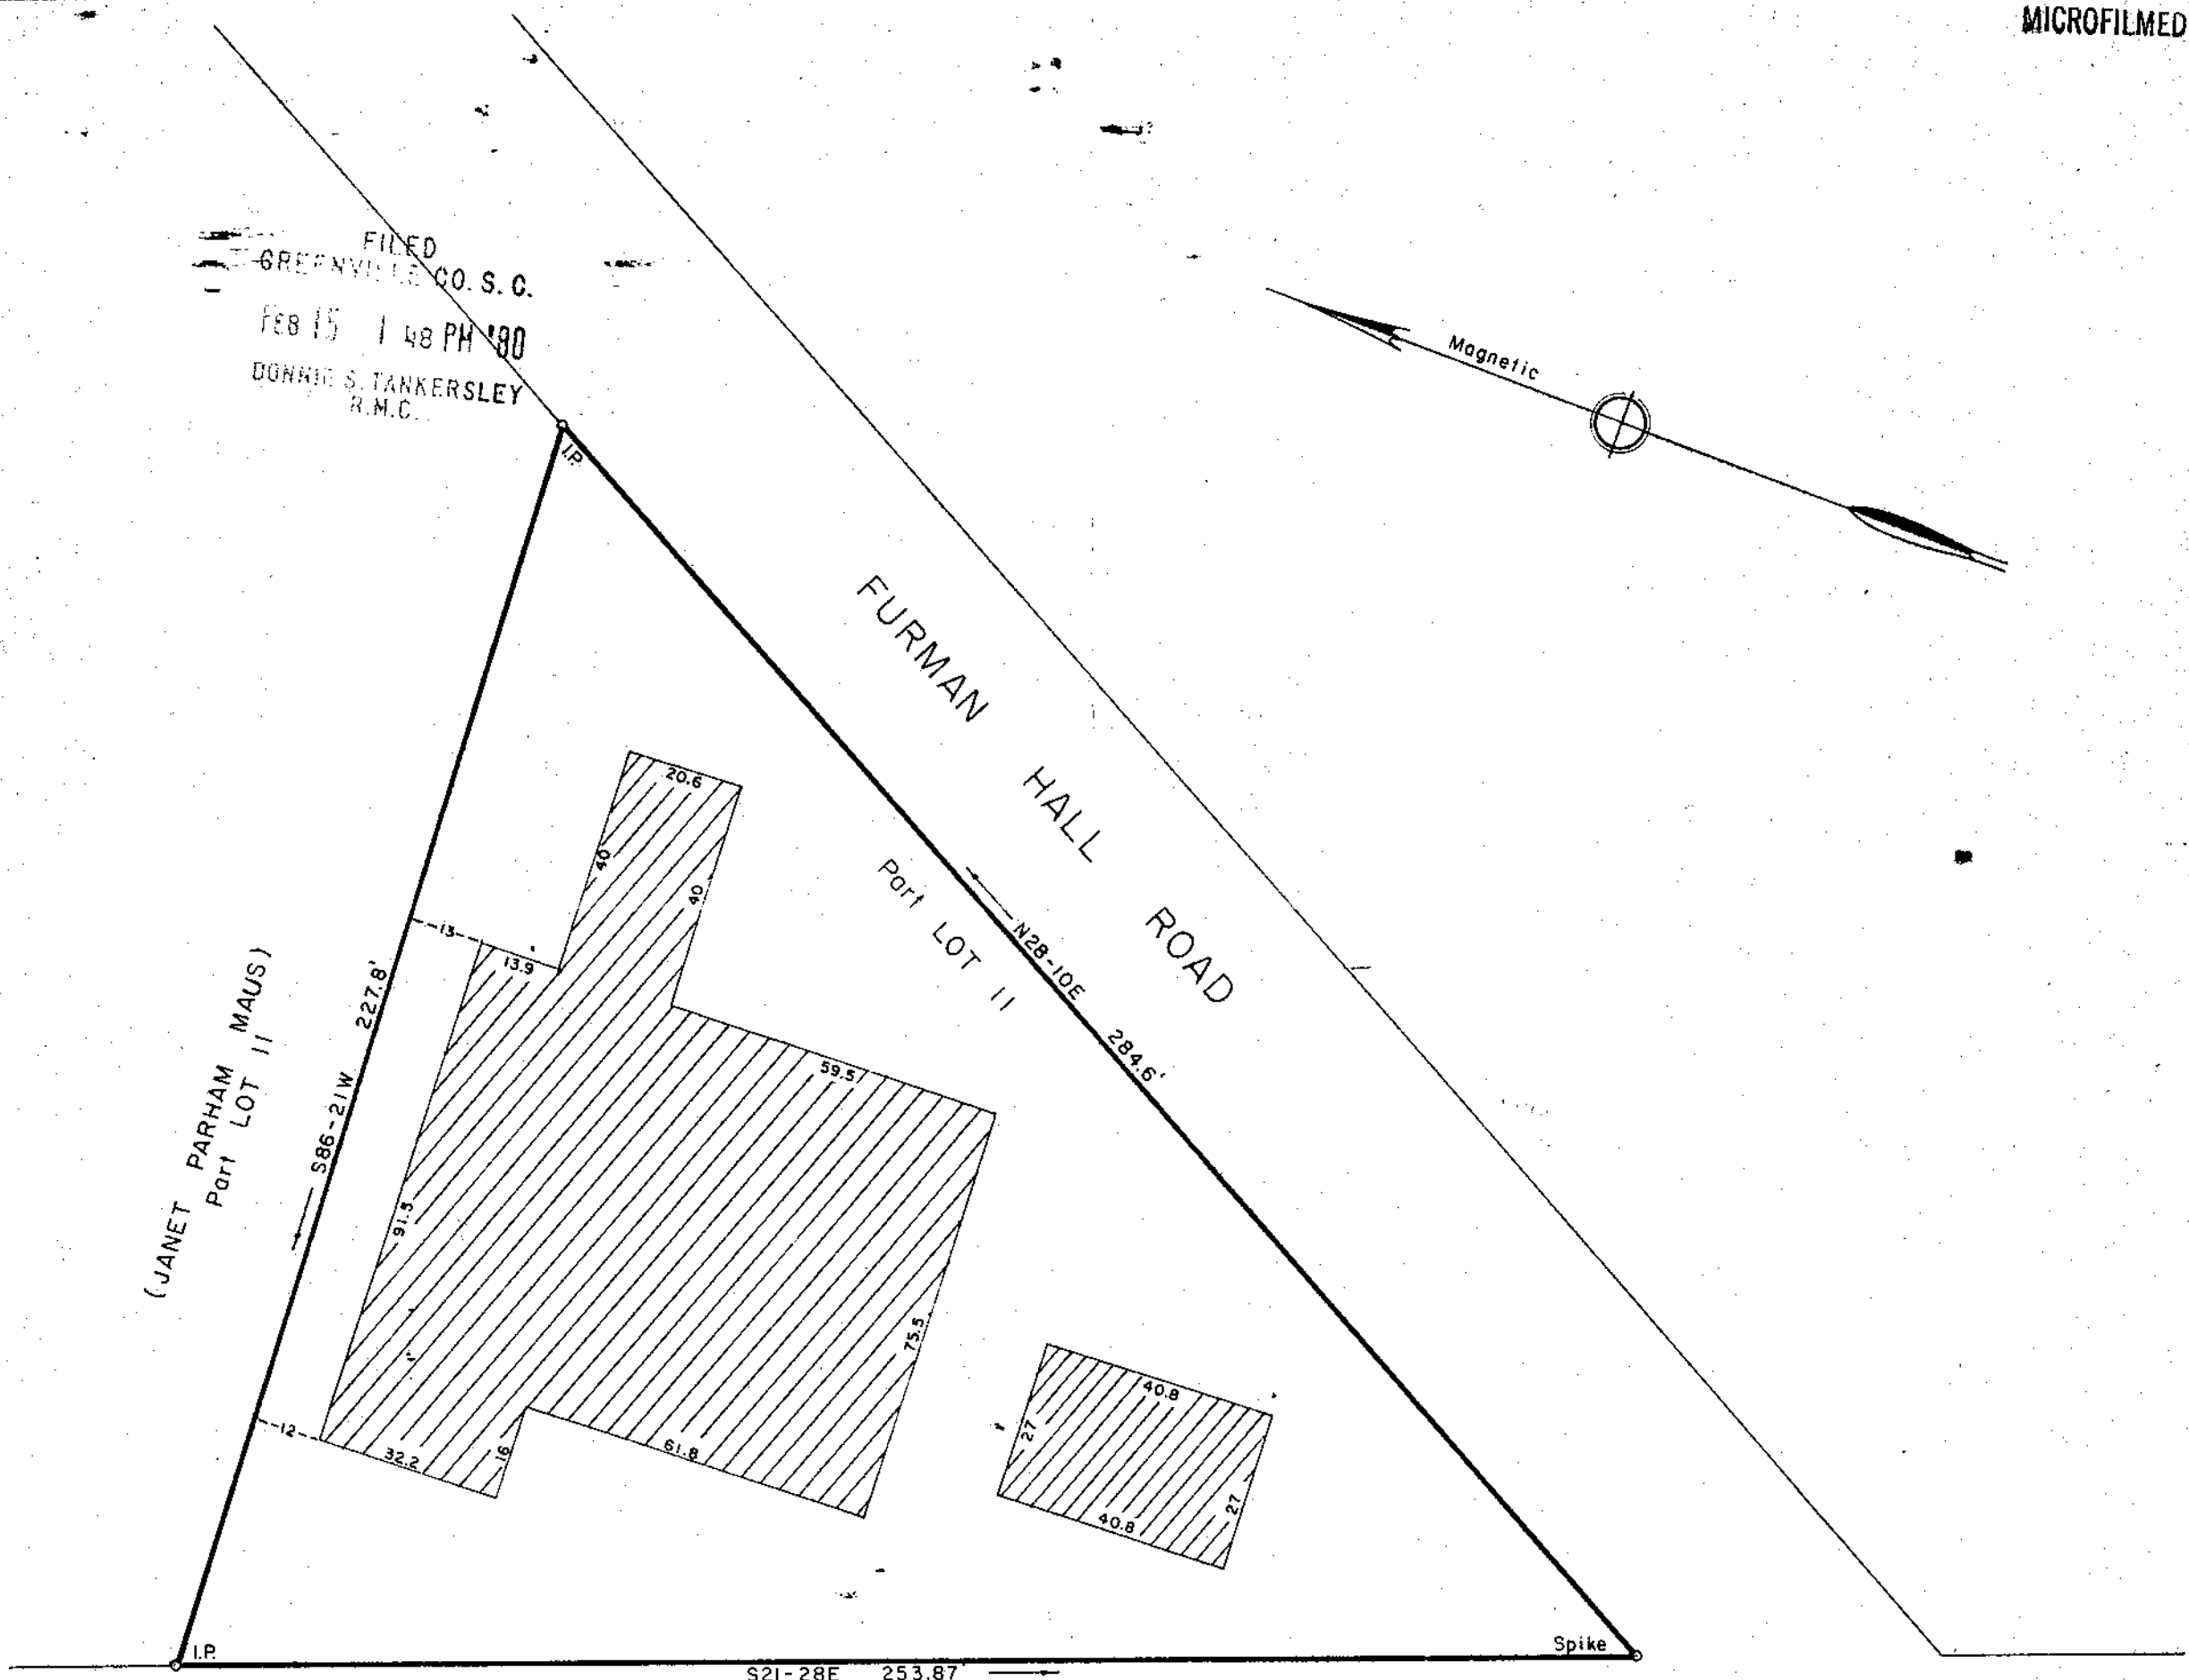 MICROFILMED
FILED
GREENVILLE CO. S. C.
FEB 15 1 48 PM '80
DONNIE S. TANKERSLEY
R.M.C.
Magnetic
I.P.
FURMAN HALL ROAD
Part LOT 11
N28-10E 284.6'
20.6
40
40
13
13.9
59.5
(JANET PARHAM MAUS)
Part LOT 11
S86-21W 227.8'
91.5
75.5
12
32.2
16
61.8
40.8
27
27
40.8
I.P.
Spike
S21-28E 253.87'